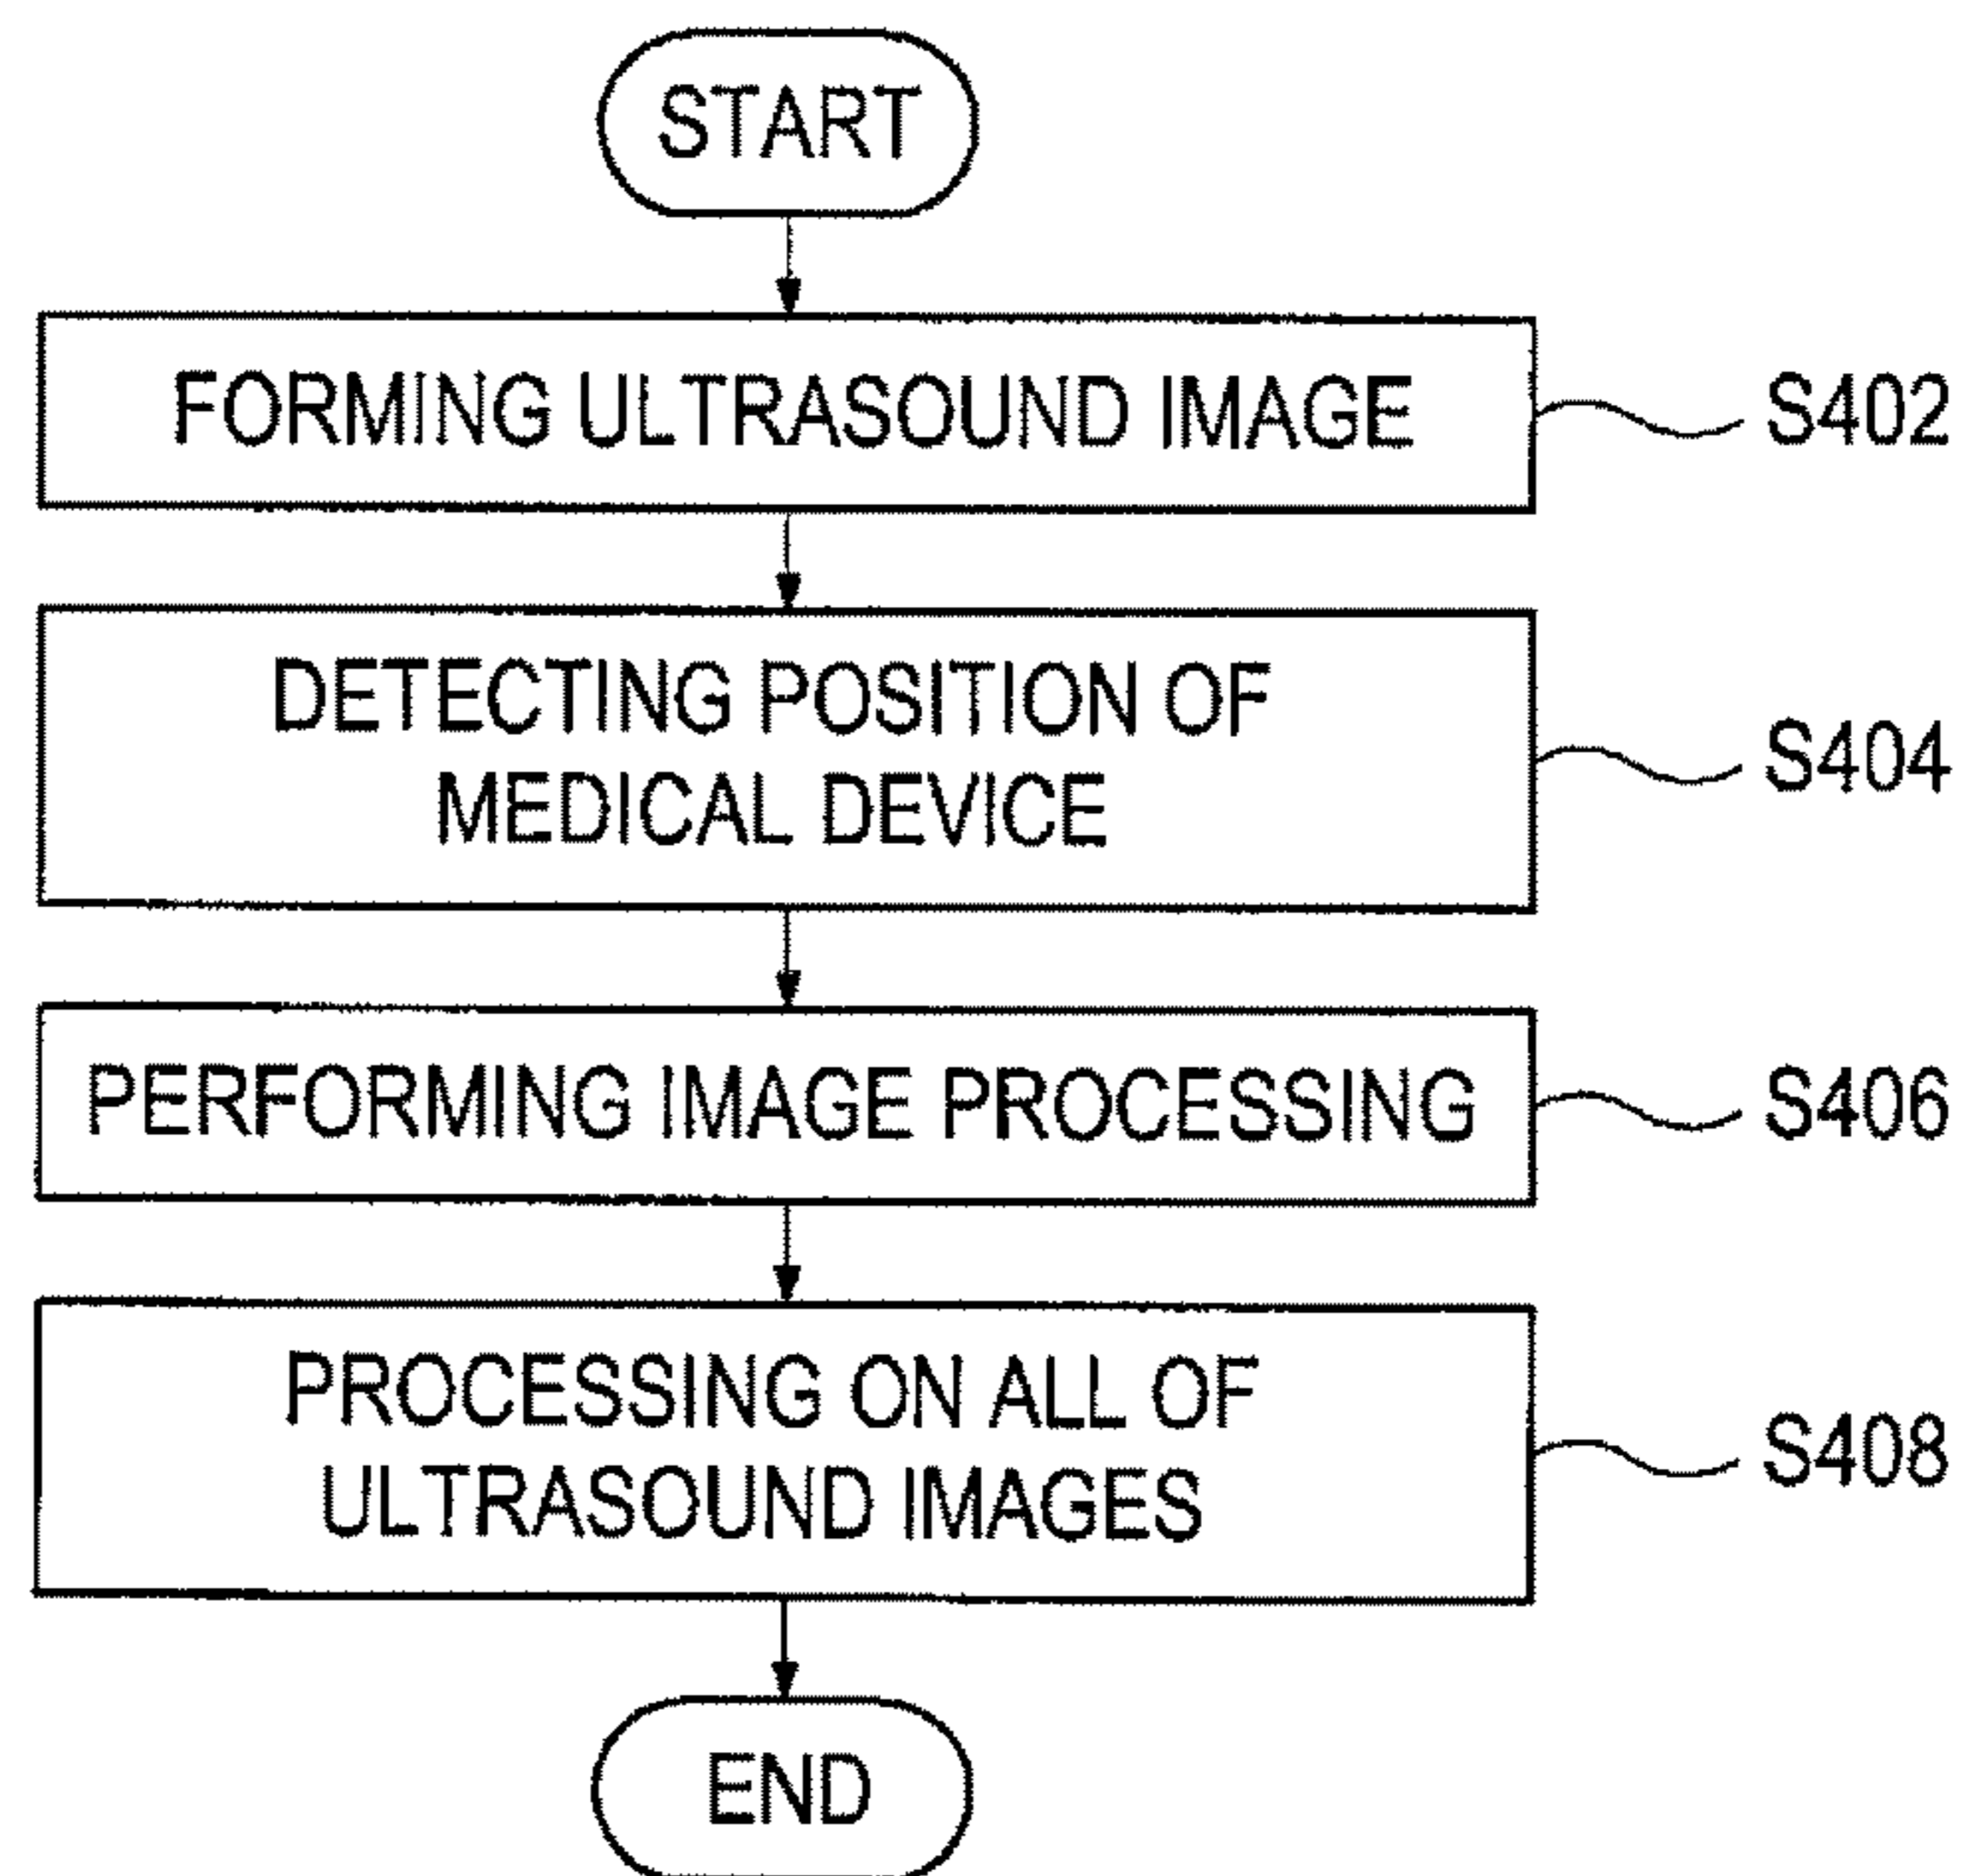 START
FORMING ULTRASOUND IMAGE
S402
DETECTING POSITION OF
MEDICAL DEVICE
S404
PERFORMING IMAGE PROCESSING
S406
PROCESSING ON ALL OF
ULTRASOUND IMAGES
S408
END